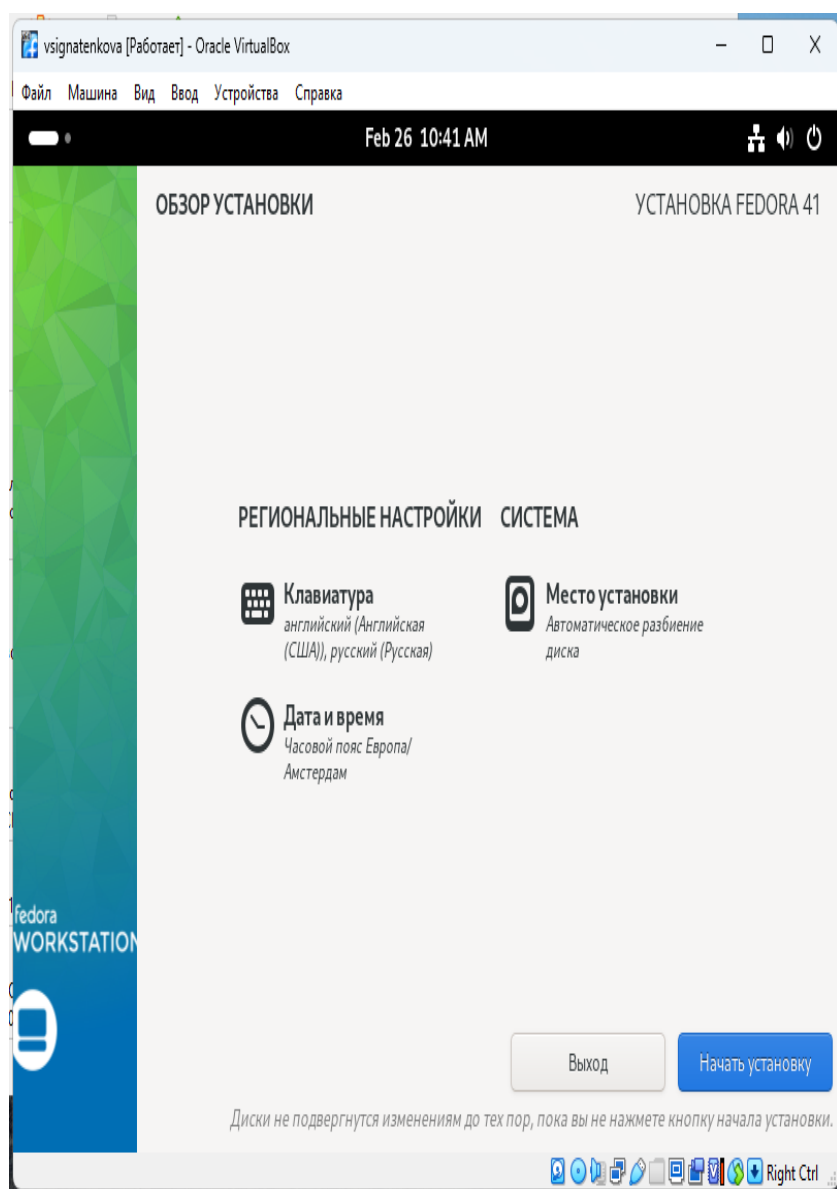 vsignatenkova [Работает] - Oracle VirtualBox
Файл Машина Вид Ввод Устройства Справка
Feb 26 10:41 AM
ОБЗОР УСТАНОВКИ
УСТАНОВКА FEDORA 41
РЕГИОНАЛЬНЫЕ НАСТРОЙКИ
СИСТЕМА
Клавиатура
английский (Английская
(США)), русский (Русская)
Место установки
Автоматическое разбиение
диска
Дата и время
Часовой пояс Европа/
Амстердам
fedora
WORKSTATION
Выход
Начать установку
Диски не подвергнутся изменениям до тех пор, пока вы не нажмете кнопку начала установки.
Right Ctrl